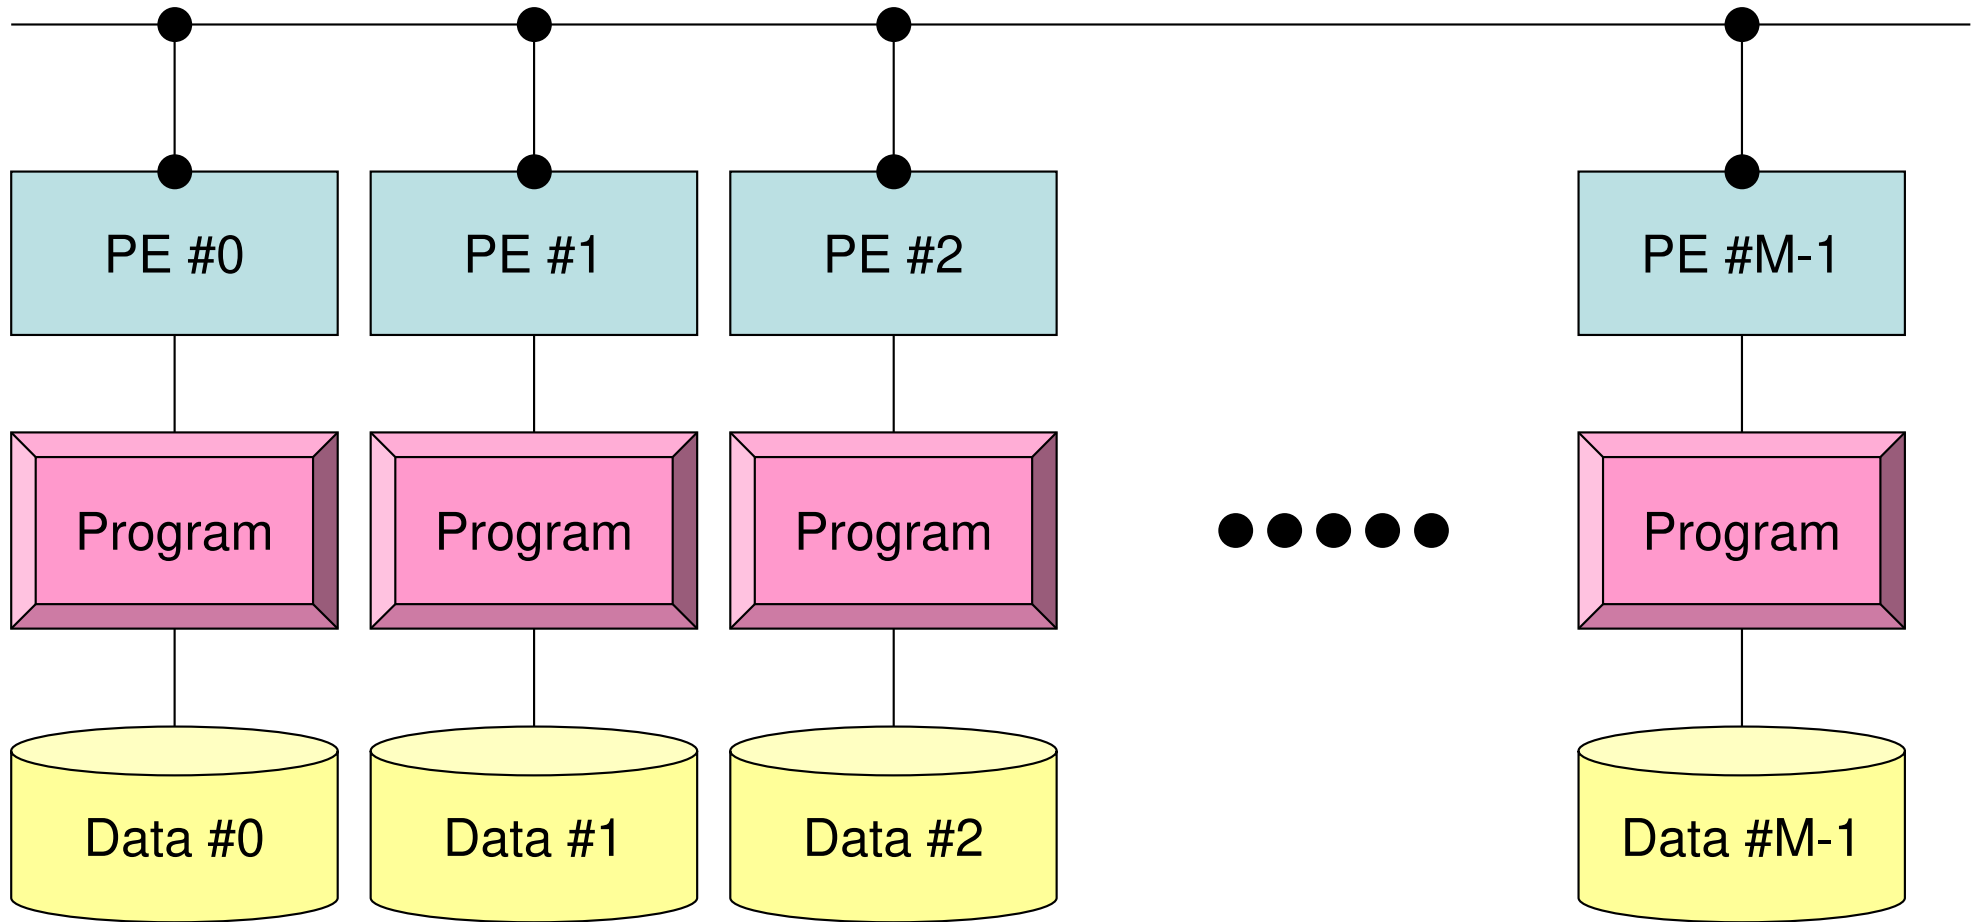 PE #0
PE #1
PE #2
PE #M-1
Program
Program
Program
Program
Data #0
Data #1
Data #2
Data #M-1